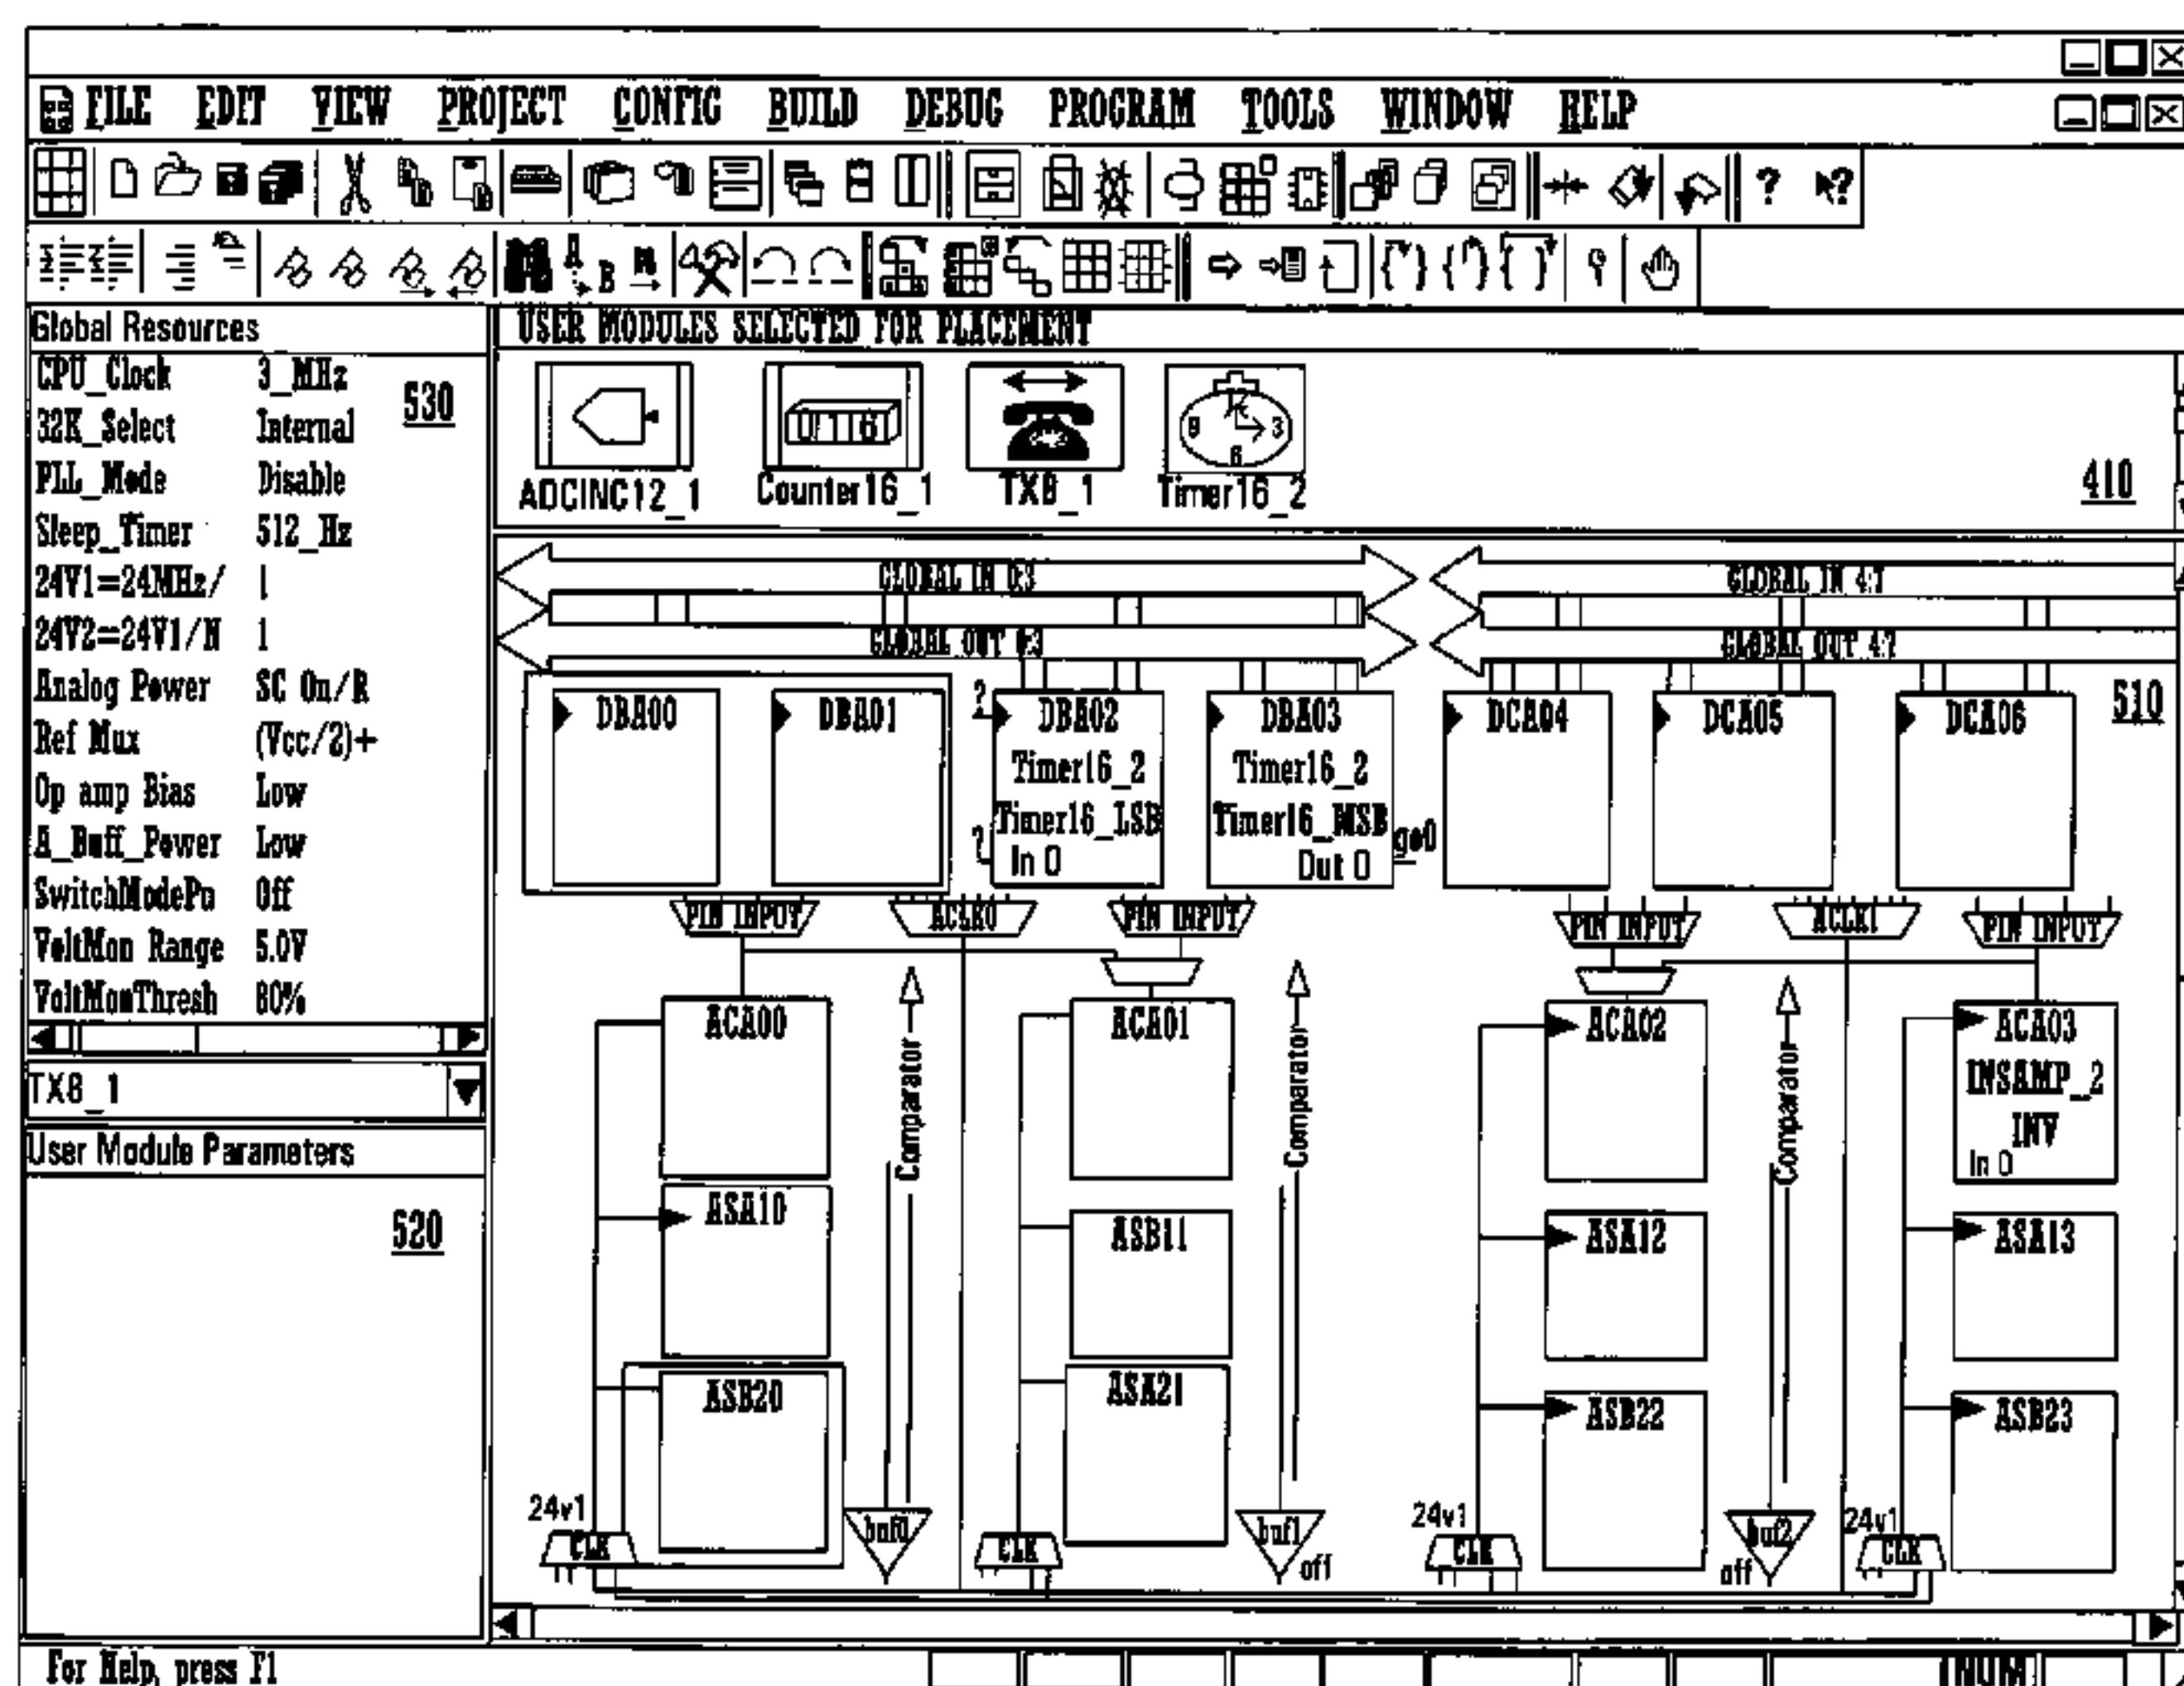 FILE EDIT VIEW PROJECT CONFIG BUILD DEBUG PROGRAM TOOLS WINDOW HELP
? ?
A B
Global Resources
CPU_Clock 3_MHz
32K_Select Internal
PLL_Mode Disable
Sleep_Timer 512_Hz
24V1=24MHz/ 1
24V2=24V1/N 1
Analog Power SC On/R
Ref Mux (Vcc/2)+
Op amp Bias Low
A_Buff_Power Low
SwitchModePo Off
VoltMon Range 5.0V
VoltMonThresh 80%
530
TX8_1
User Module Parameters
520
USER MODULES SELECTED FOR PLACEMENT
ADCINC12_1 Counter16_1 TX8_1 Timer16_2
410
GLOBAL IN 0:3 GLOBAL IN 4:7
GLOBAL OUT 0:3 GLOBAL OUT 4:7
510
DBA00 DBA01 DBA02 DBA03 DCA04 DCA05 DCA06
?
Timer16_2 Timer16_2
Timer16_LSB Timer16_MSB
? In 0 Out 0 go0
PIN INPUT ACLK0 PIN INPUT PIN INPUT ACLK1 PIN INPUT
ACA00 ACA01 ACA02 ACA03
INSAMP_2
INV
In 0
Comparator Comparator Comparator
ASA10 ASB11 ASA12 ASA13
ASB20 ASA21 ASB22 ASB23
24v1 24v1 24v1
CLK buf0 CLK buf1 CLK buf2 CLK
off off
For Help, press F1 NUM